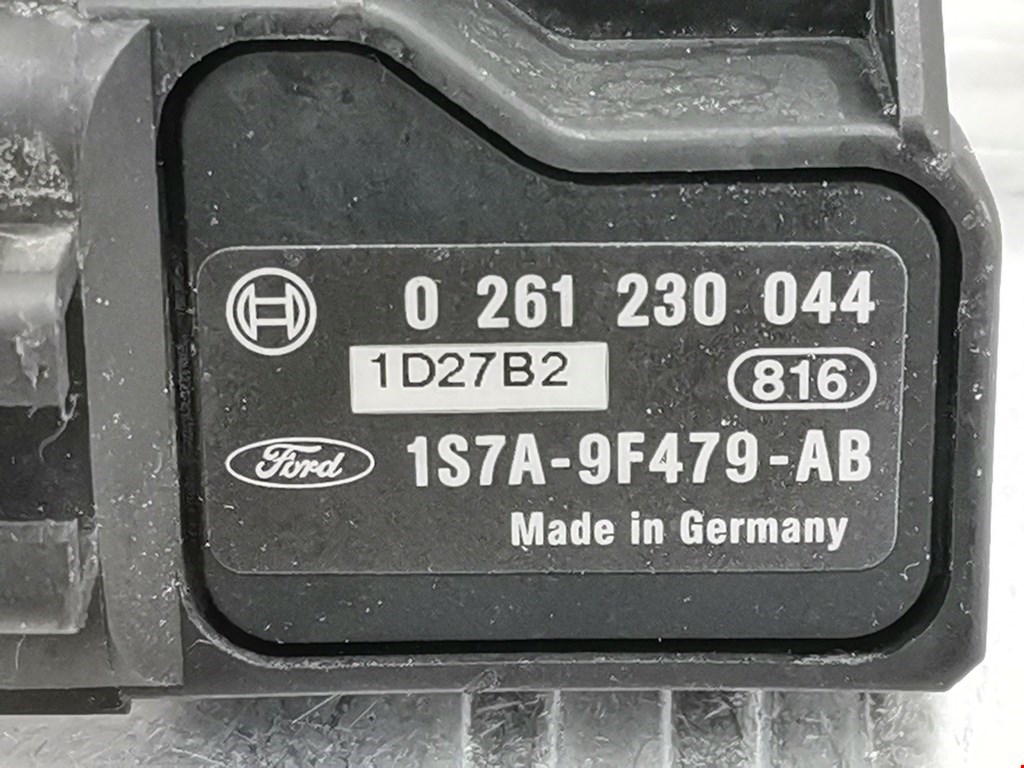 0 261 230 044
1D27B2
816
Ford 1S7A-9F479-AB
Made in Germany